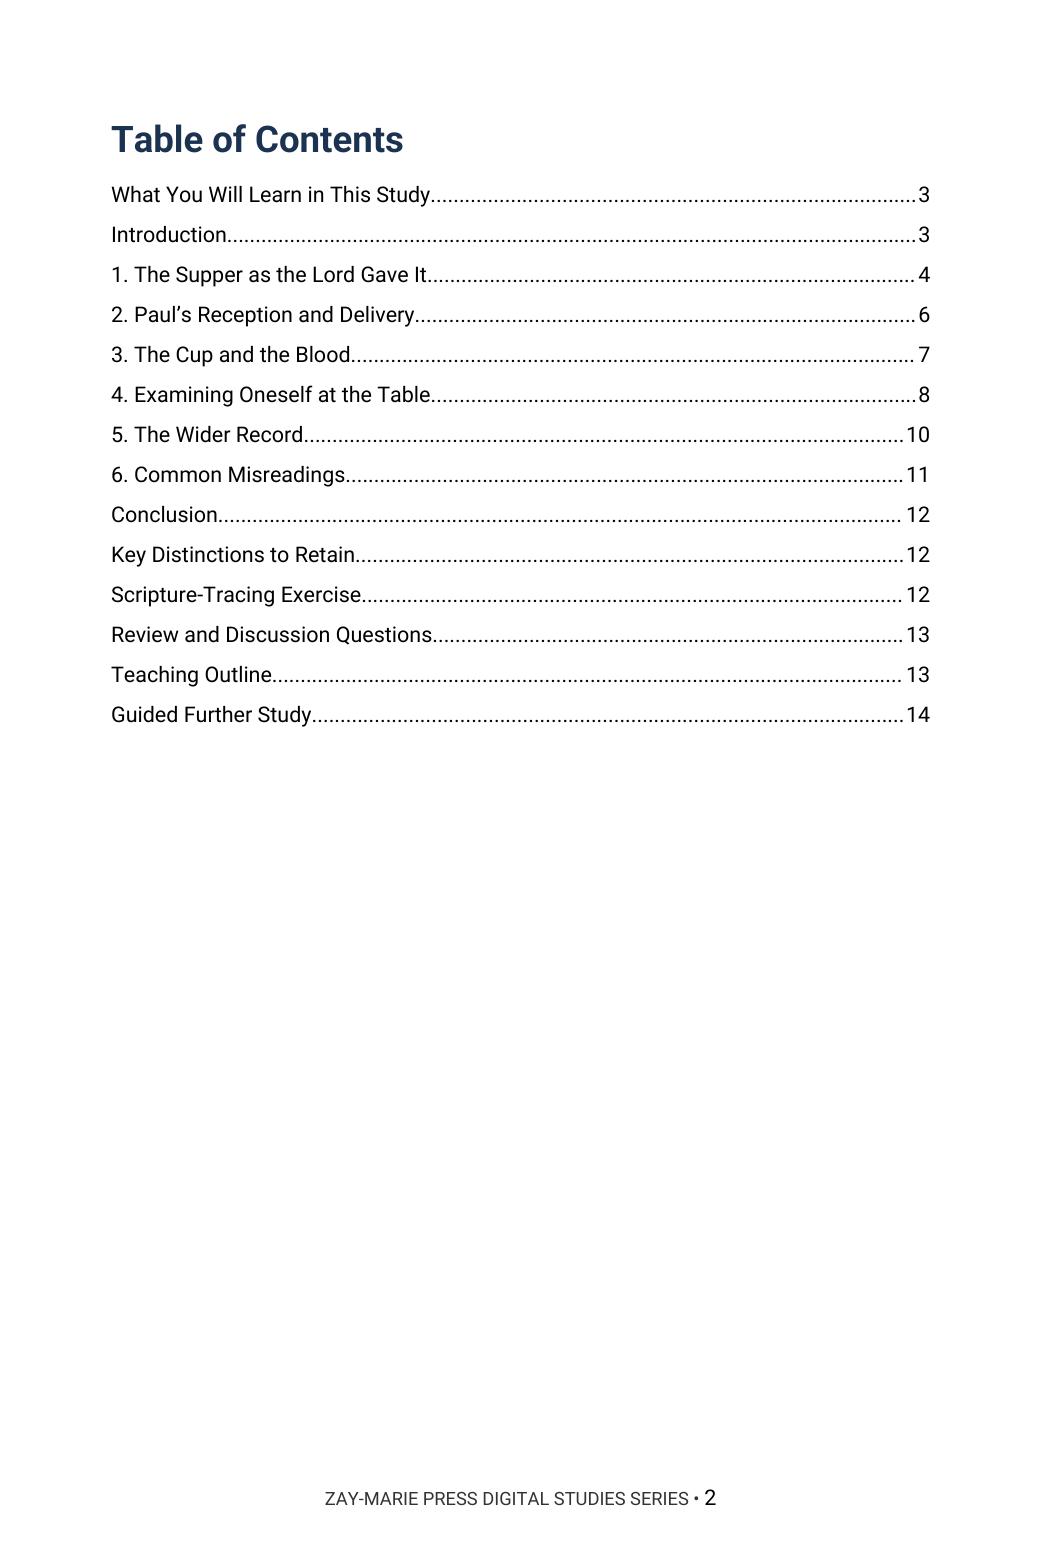 Table of Contents
What You Will Learn in This Study........................................................................................3
Introduction........................................................................................................................3
1. The Supper as the Lord Gave It........................................................................................4
2. Paul’s Reception and Delivery........................................................................................6
3. The Cup and the Blood....................................................................................................7
4. Examining Oneself at the Table........................................................................................8
5. The Wider Record..........................................................................................................10
6. Common Misreadings....................................................................................................11
Conclusion........................................................................................................................12
Key Distinctions to Retain................................................................................................12
Scripture-Tracing Exercise................................................................................................12
Review and Discussion Questions....................................................................................13
Teaching Outline................................................................................................................13
Guided Further Study........................................................................................................14
ZAY-MARIE PRESS DIGITAL STUDIES SERIES • 2